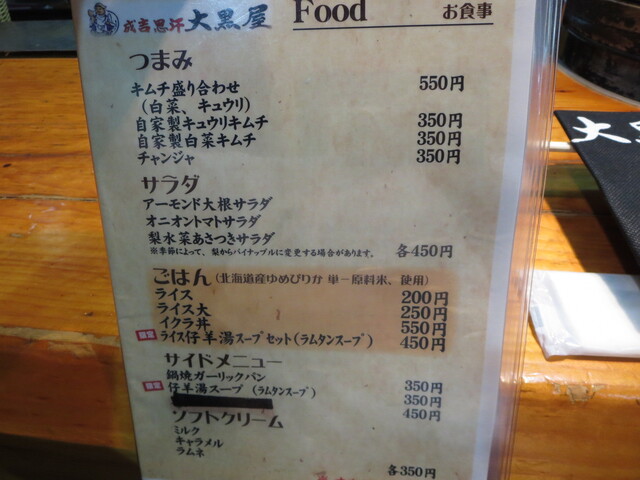 成吉思汗 大黒屋 Food お食事
つまみ
キムチ盛り合わせ 550円
(白菜、キュウリ)
自家製キュウリキムチ 350円
自家製白菜キムチ 350円
チャンジャ 350円
サラダ
アーモンド大根サラダ
オニオントマトサラダ
梨水菜あさつきサラダ
※季節によって、梨からパイナップルに変更する場合があります。 各450円
ごはん (北海道産ゆめぴりか 単一原料米、使用)
ライス 200円
ライス大 250円
イクラ丼 550円
限定 ライス仔羊湯スープセット(ラムタンスープ) 450円
サイドメニュー
鍋焼ガーリックパン 350円
限定 仔羊湯スープ (ラムタンスープ) 350円
450円
ソフトクリーム
ミルク
キャラメル
ラムネ
各350円
大黒